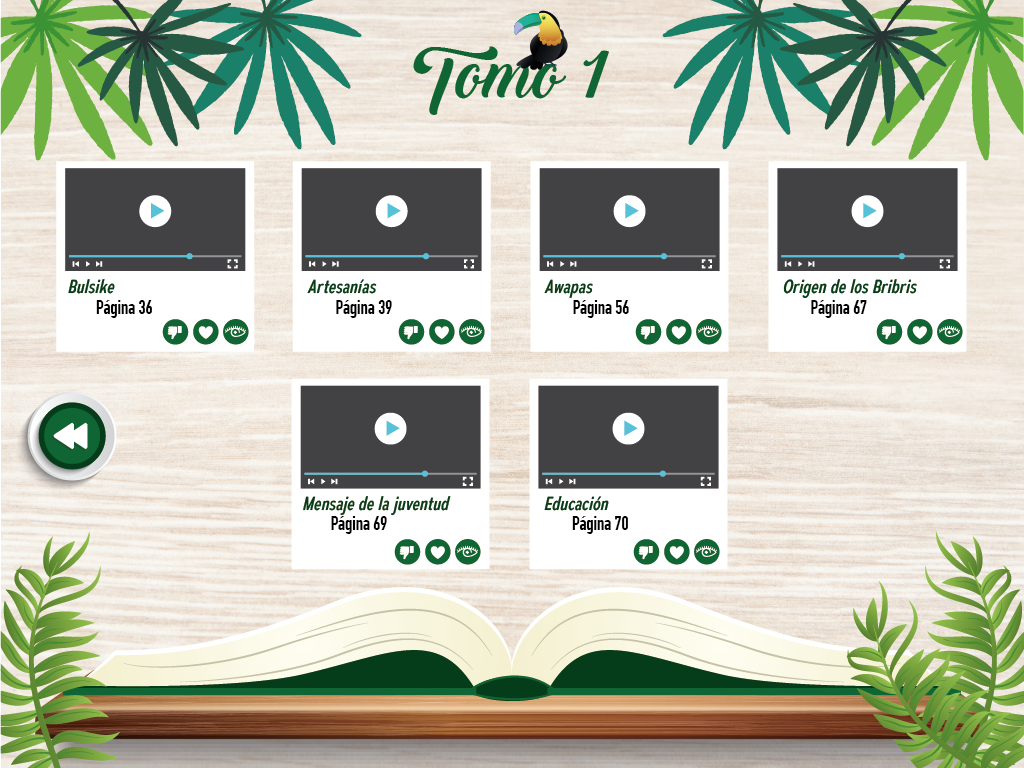 Tomo 1
Bulsike
Página 36
Artesanías
Página 39
Awapas
Página 56
Origen de los Bribris
Página 67
Mensaje de la juventud
Página 69
Educación
Página 70